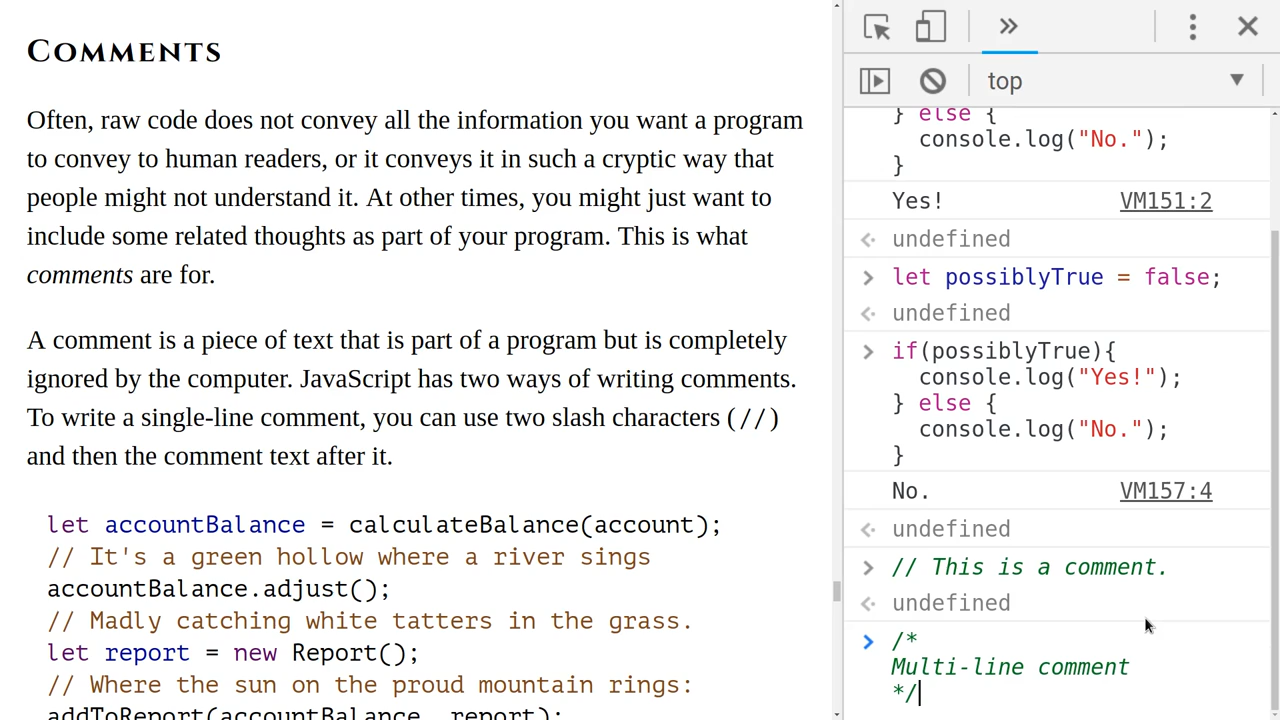 COMMENTS
Often, raw code does not convey all the information you want a program
to convey to human readers, or it conveys it in such a cryptic way that
people might not understand it. At other times, you might just want to
include some related thoughts as part of your program. This is what
comments are for.
A comment is a piece of text that is part of a program but is completely
ignored by the computer. JavaScript has two ways of writing comments.
To write a single-line comment, you can use two slash characters (//)
and then the comment text after it.
let accountBalance = calculateBalance(account);
// It's a green hollow where a river sings
accountBalance.adjust();
// Madly catching white tatters in the grass.
let report = new Report();
// Where the sun on the proud mountain rings:
addToReport(accountBalance, report);
top
} else {
  console.log("No.");
}
Yes! VM151:2
undefined
let possiblyTrue = false;
undefined
if(possiblyTrue){
  console.log("Yes!");
} else {
  console.log("No.");
}
No. VM157:4
undefined
// This is a comment.
undefined
/*
Multi-line comment
*/